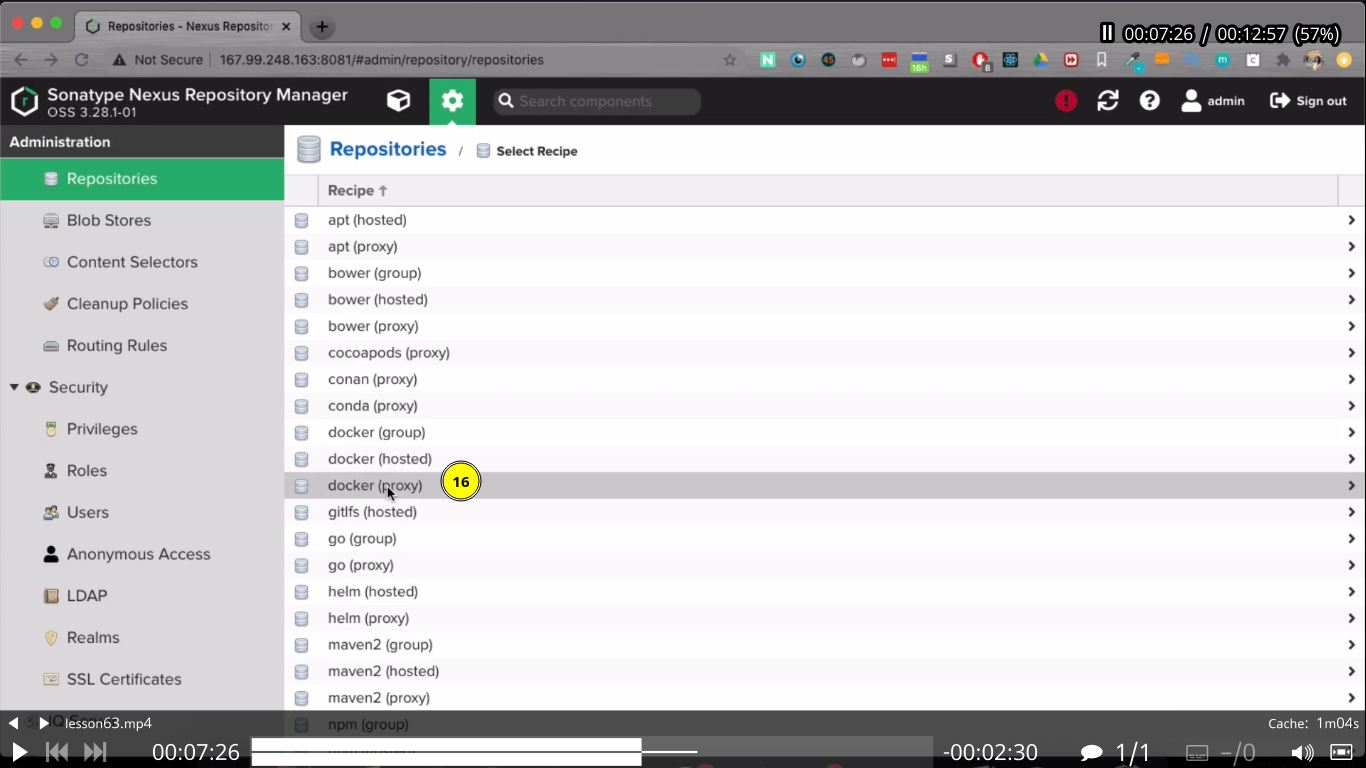 Repositories - Nexus Reposito
00:07:26 / 00:12:57 (57%)
Not Secure
167.99.248.163:8081/#admin/repository/repositories
16h
8
Sonatype Nexus Repository Manager
OSS 3.28.1-01
Search components
admin
Sign out
Administration
Repositories
Blob Stores
Content Selectors
Cleanup Policies
Routing Rules
Security
Privileges
Roles
Users
Anonymous Access
LDAP
Realms
SSL Certificates
Repositories / Select Recipe
Recipe
apt (hosted)
apt (proxy)
bower (group)
bower (hosted)
bower (proxy)
cocoapods (proxy)
conan (proxy)
conda (proxy)
docker (group)
docker (hosted)
docker (proxy)
16
gitlfs (hosted)
go (group)
go (proxy)
helm (hosted)
helm (proxy)
maven2 (group)
maven2 (hosted)
maven2 (proxy)
npm (group)
lesson63.mp4
Cache: 1m04s
00:07:26
-00:02:30
1/1
–/0